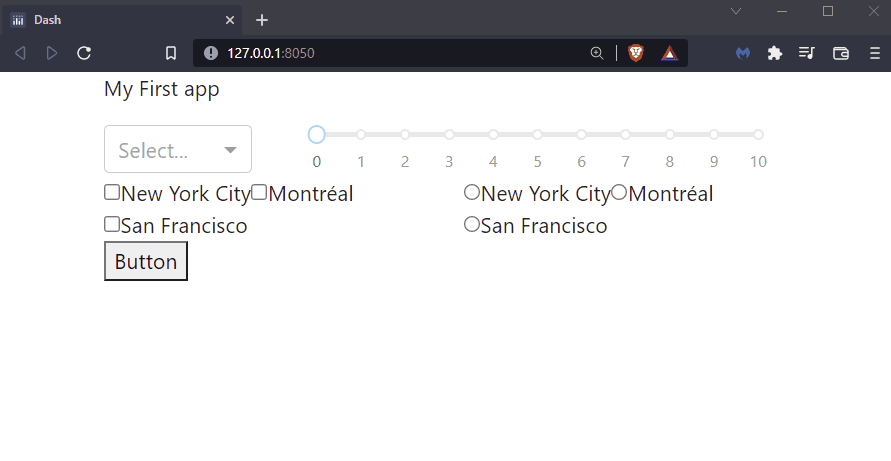 Dash
127.0.0.1:8050
My First app
Select...
0 1 2 3 4 5 6 7 8 9 10
New York City Montréal New York City Montréal
San Francisco San Francisco
Button